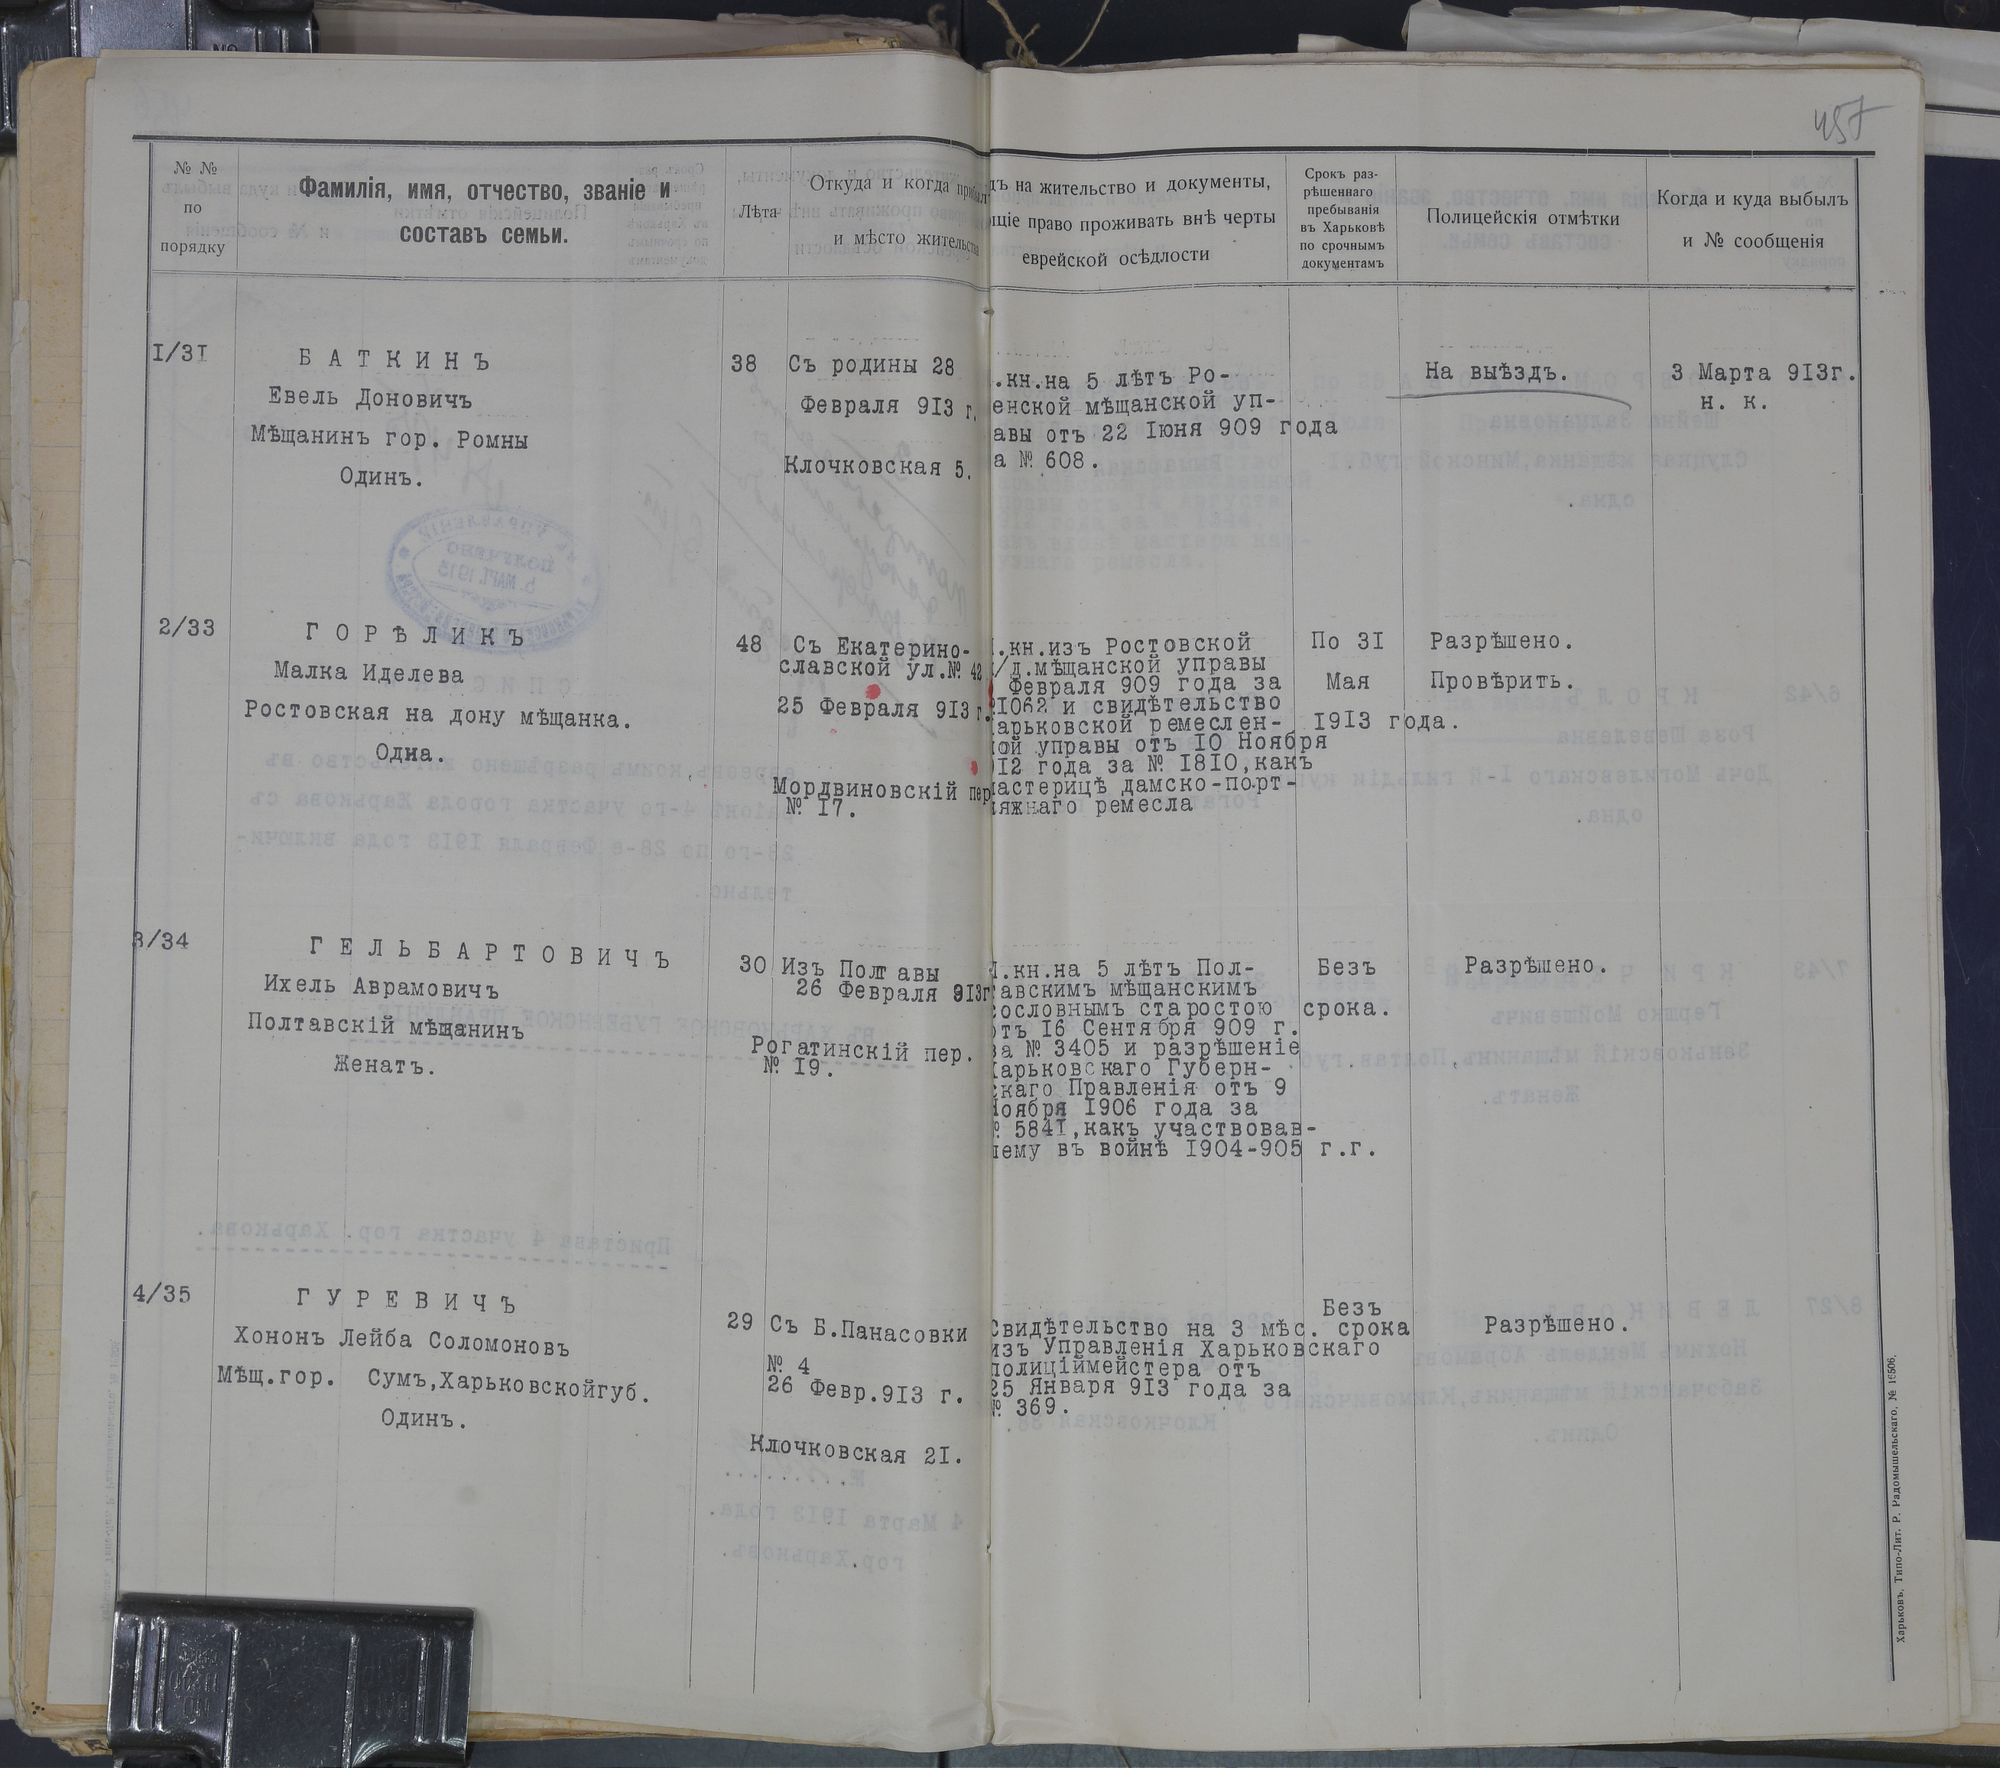 457
№ №
по
порядку
Фамилія, имя, отчество, званіе и
составъ семьи.
Лѣта
Откуда и когда прибылъ
и мѣсто жительства
дъ на жительство и документы,
ющіе право проживать внѣ черты
еврейской осѣдлости
Срокъ раз-
рѣшеннаго
пребыванія
въ Харьковѣ
по срочнымъ
документамъ
Полицейскія отмѣтки
Когда и куда выбылъ
и № сообщенія
I/3I
БАТКИНЪ
Евель Доновичъ
Мѣщанинъ гор. Ромны
Одинъ.
38
Съ родины 28
Февраля 9I3 г.
Клочковская 5.
.кн.на 5 лѣтъ Ро-
енской мѣщанской уп-
авы отъ 22 Iюня 909 года
а № 608.
На выѣздъ.
3 Марта 9I3г.
н. к.
2/33
ГОРѢЛИКЪ
Малка Иделева
Ростовская на дону мѣщанка.
Одна.
48
Съ Екатерино-
славской ул.№ 42
25 Февраля 9I3 г.
Мордвиновскій пер
№ I7.
.кн.изъ Ростовской
/д.мѣщанской управы
Февраля 909 года за
I062 и свидѣтельство
арьковской ремеслен-
ной управы отъ I0 Ноября
9I2 года за № I8I0,какъ
мастерицѣ дамско-порт-
няжнаго ремесла
По 3I
Мая
I9I3 года.
Разрѣшено.
Провѣрить.
3/34
ГЕЛЬБАРТОВИЧЪ
Ихель Аврамовичъ
Полтавскій мѣщанинъ
Женатъ.
30
Изъ Полтавы
26 Февраля 9I3г
Рогатинскій пер.
№ I9.
П.кн.на 5 лѣтъ Пол-
тавскимъ мѣщанскимъ
сословнымъ старостою
отъ I6 Сентября 909 г.
за № 3405 и разрѣшеніе
Харьковскаго Губерн-
скаго Правленія отъ 9
Ноября I906 года за
№ 584I,какъ участвовав-
шему въ войнѣ I904-905 г.г.
Безъ
срока.
Разрѣшено.
4/35
ГУРЕВИЧЪ
Хононъ Лейба Соломоновъ
Мѣщ.гор. Сумъ,Харьковскойгуб.
Одинъ.
29
Съ Б.Панасовки
№ 4
26 Февр.9I3 г.
Клочковская 2I.
Свидѣтельство на 3 мѣс.
изъ Управленія Харьковскаго
полиціймейстера отъ
25 Января 9I3 года за
№ 369.
Безъ
срока
Разрѣшено.
Харьковъ, Типо-Лит. Р. Радомышельскаго, № 16506.